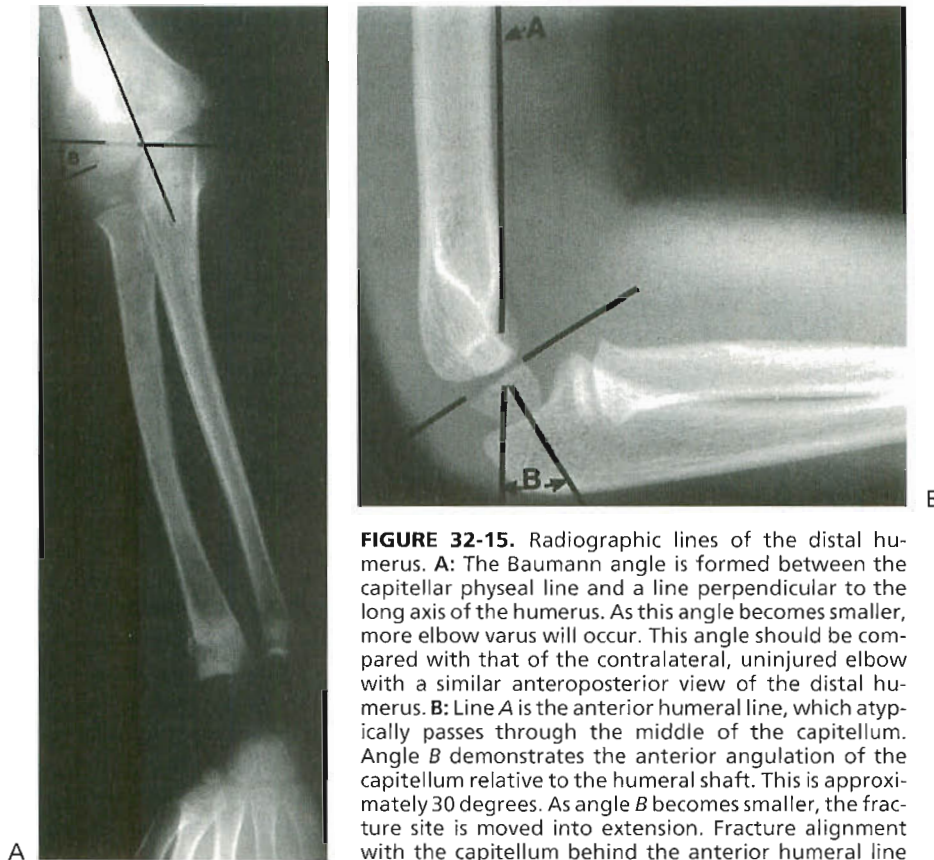 B
A
B
A
B
FIGURE 32-15. Radiographic lines of the distal hu-
merus. A: The Baumann angle is formed between the
capitellar physeal line and a line perpendicular to the
long axis of the humerus. As this angle becomes smaller,
more elbow varus will occur. This angle should be com-
pared with that of the contralateral, uninjured elbow
with a similar anteroposterior view of the distal hu-
merus. B: Line A is the anterior humeral line, which atyp-
ically passes through the middle of the capitellum.
Angle B demonstrates the anterior angulation of the
capitellum relative to the humeral shaft. This is approxi-
mately 30 degrees. As angle B becomes smaller, the frac-
ture site is moved into extension. Fracture alignment
with the capitellum behind the anterior humeral line